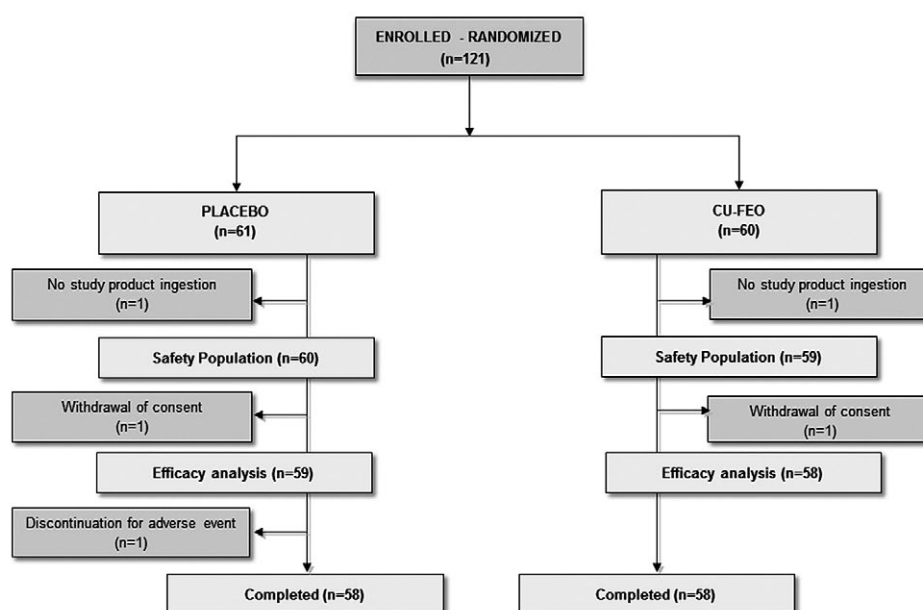 ENROLLED - RANDOMIZED
(n=121)
PLACEBO
(n=61)
CU-FEO
(n=60)
No study product ingestion
(n=1)
No study product ingestion
(n=1)
Safety Population (n=60)
Safety Population (n=59)
Withdrawal of consent
(n=1)
Withdrawal of consent
(n=1)
Efficacy analysis (n=59)
Efficacy analysis (n=58)
Discontinuation for adverse event
(n=1)
Completed (n=58)
Completed (n=58)